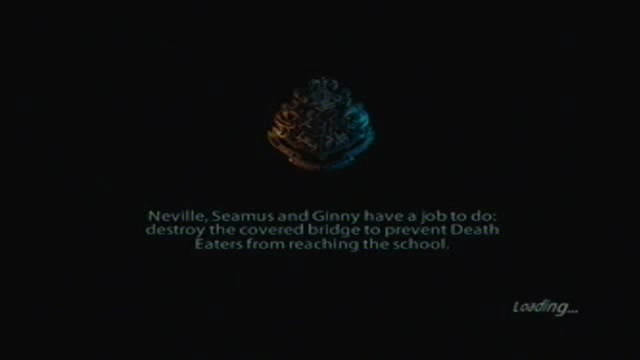 Neville, Seamus and Ginny have a job to do:
destroy the covered bridge to prevent Death
Eaters from reaching the school.
Loading...